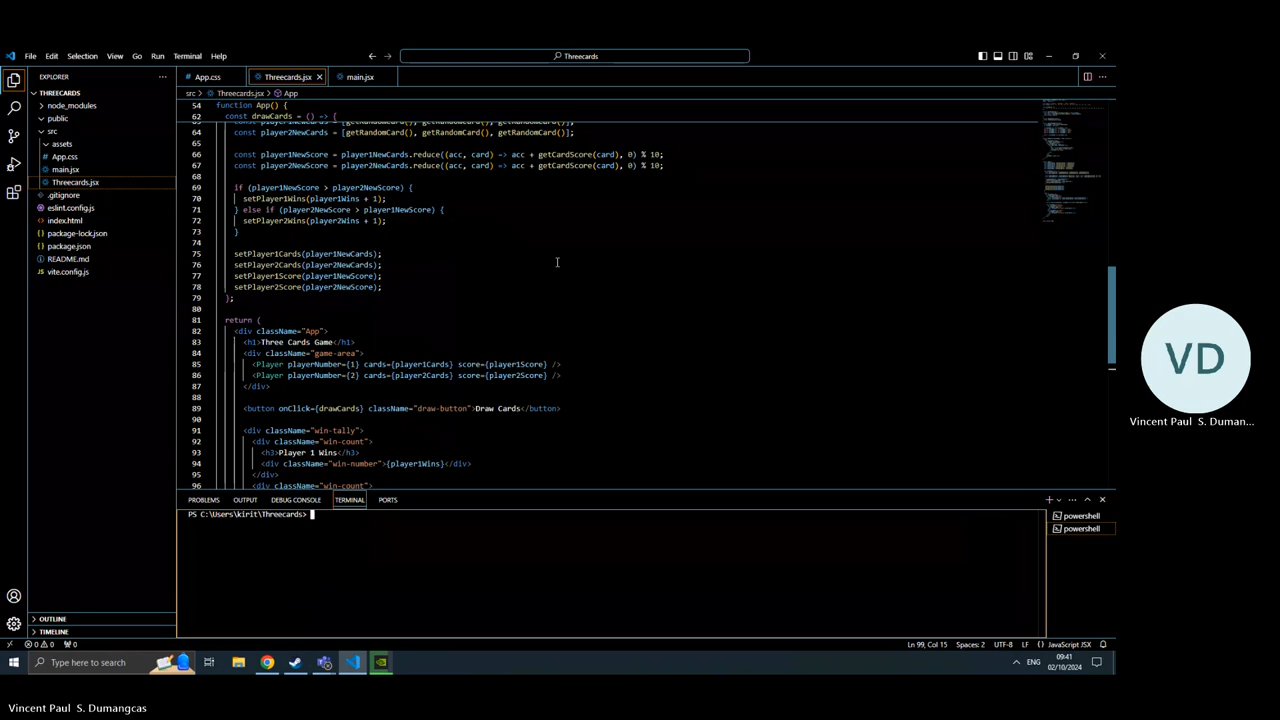 File Edit Selection View Go Run Terminal Help
Threecards
EXPLORER
App.css
Threecards.jsx
main.jsx
THREECARDS
node_modules
public
src
assets
App.css
main.jsx
Threecards.jsx
.gitignore
eslint.config.js
index.html
package-lock.json
package.json
README.md
vite.config.js
OUTLINE
TIMELINE
src > Threecards.jsx > App
54 function App() {
62 const drawCards = () => {
63 const player1NewCards = [getRandomCard(), getRandomCard(), getRandomCard()];
64 const player2NewCards = [getRandomCard(), getRandomCard(), getRandomCard()];
65
66 const player1NewScore = player1NewCards.reduce((acc, card) => acc + getCardScore(card), 0) % 10;
67 const player2NewScore = player2NewCards.reduce((acc, card) => acc + getCardScore(card), 0) % 10;
68
69 if (player1NewScore > player2NewScore) {
70 setPlayer1Wins(player1Wins + 1);
71 } else if (player2NewScore > player1NewScore) {
72 setPlayer2Wins(player2Wins + 1);
73 }
74
75 setPlayer1Cards(player1NewCards);
76 setPlayer2Cards(player2NewCards);
77 setPlayer1Score(player1NewScore);
78 setPlayer2Score(player2NewScore);
79 };
80
81 return (
82 <div className="App">
83 <h1>Three Cards Game</h1>
84 <div className="game-area">
85 <Player playerNumber={1} cards={player1Cards} score={player1Score} />
86 <Player playerNumber={2} cards={player2Cards} score={player2Score} />
87 </div>
88
89 <button onClick={drawCards} className="draw-button">Draw Cards</button>
90
91 <div className="win-tally">
92 <div className="win-count">
93 <h3>Player 1 Wins</h3>
94 <div className="win-number">{player1Wins}</div>
95 </div>
96 <div className="win-count">
PROBLEMS OUTPUT DEBUG CONSOLE TERMINAL PORTS
PS C:\Users\kirit\Threecards>
powershell
powershell
0 0 0
Ln 99, Col 15 Spaces: 2 UTF-8 LF {} JavaScript JSX
Type here to search
ENG
09:41
02/10/2024
VD
Vincent Paul S. Duman...
Vincent Paul S. Dumangcas